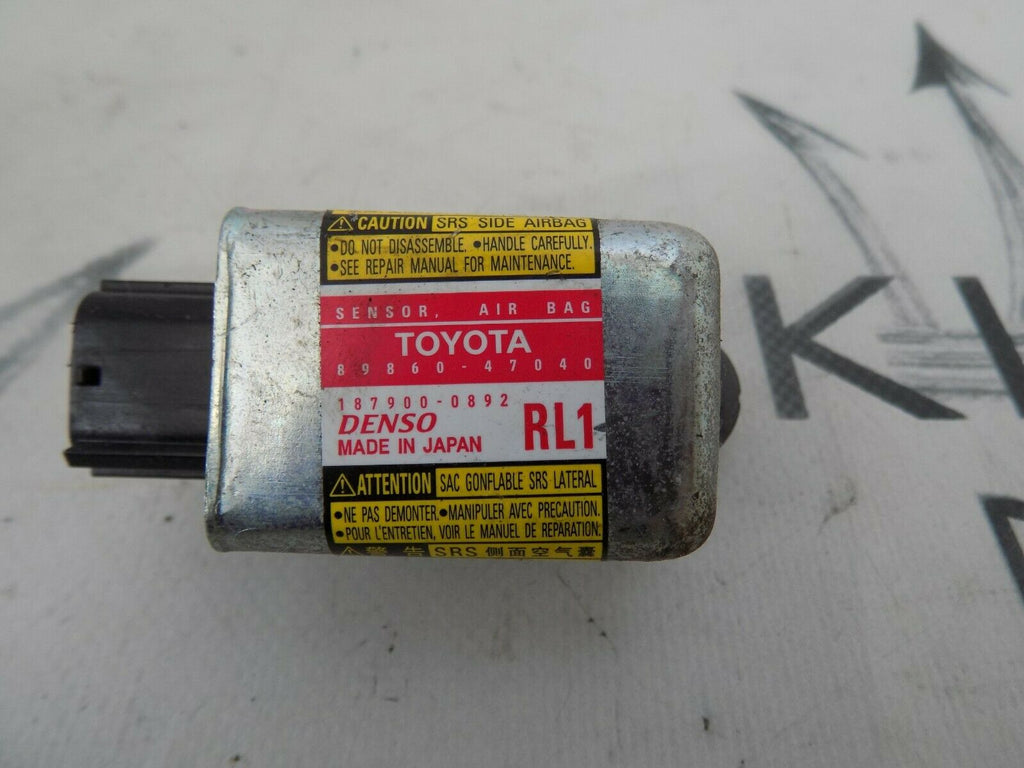 CAUTION SRS SIDE AIRBAG
•DO NOT DISASSEMBLE. •HANDLE CAREFULLY.
•SEE REPAIR MANUAL FOR MAINTENANCE.
SENSOR, AIR BAG
TOYOTA
89860-47040
187900-0892
DENSO
MADE IN JAPAN
RL1
ATTENTION SAC GONFLABLE SRS LATERAL
•NE PAS DEMONTER.•MANIPULER AVEC PRECAUTION.
•POUR L'ENTRETIEN, VOIR LE MANUEL DE REPARATION.
警告 SRS 侧面空气囊
K